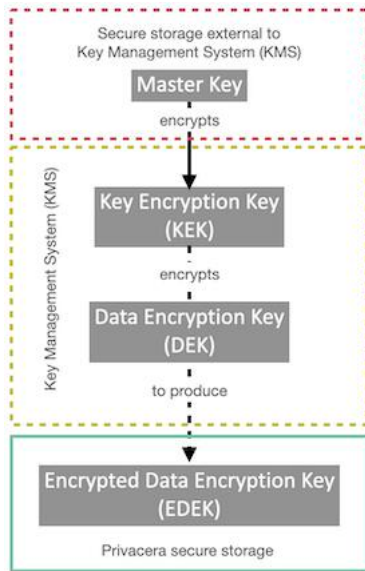 Secure storage external to
Key Management System (KMS)
Master Key
encrypts
Key Management System (KMS)
Key Encryption Key
(KEK)
encrypts
Data Encryption Key
(DEK)
to produce
Encrypted Data Encryption Key
(EDEK)
Privacera secure storage